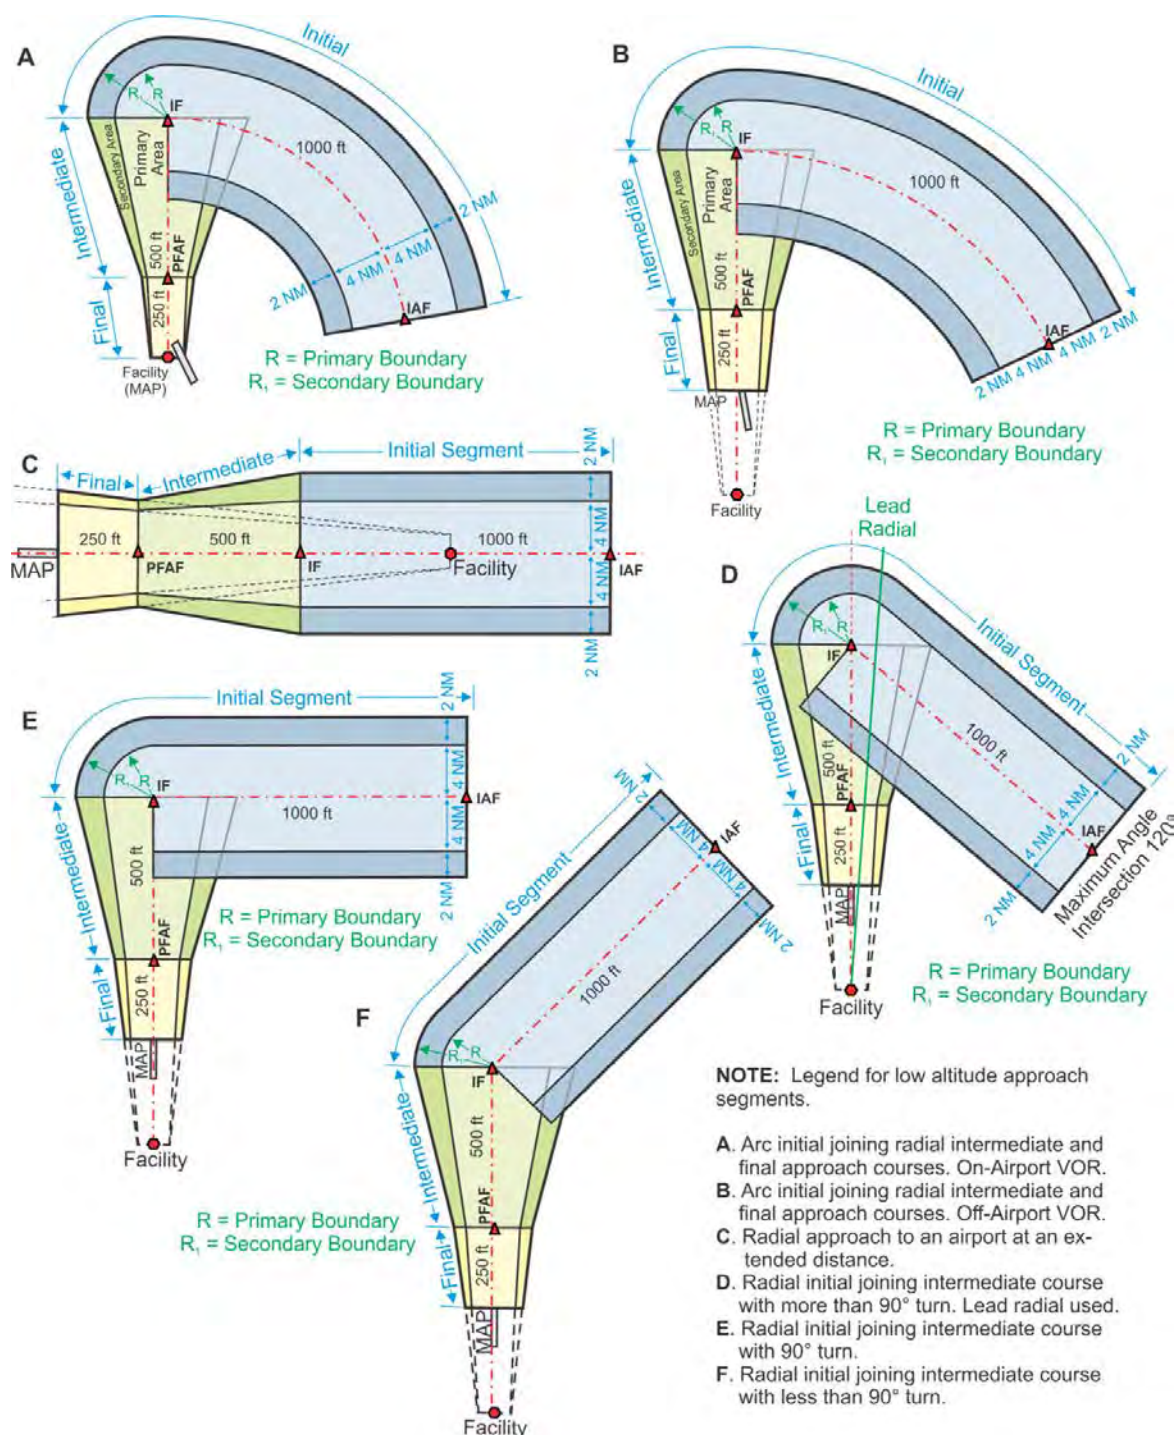 A
Initial
R₁
R
IF
1000 ft
Secondary Area
Primary Area
Intermediate
500 ft
PFAF
Final
250 ft
2 NM
4 NM
4 NM
2 NM
IAF
Facility
(MAP)
R = Primary Boundary
R₁ = Secondary Boundary
B
Initial
R₁
R
IF
1000 ft
Secondary Area
Primary Area
Intermediate
500 ft
PFAF
Final
250 ft
MAP
IAF
2 NM
4 NM
4 NM
2 NM
R = Primary Boundary
R₁ = Secondary Boundary
Facility
C
Final
Intermediate
Initial Segment
2 NM
4 NM
250 ft
500 ft
1000 ft
MAP
PFAF
IF
Facility
IAF
4 NM
2 NM
Lead
Radial
D
R₁
R
IF
Initial Segment
1000 ft
Intermediate
500 ft
PFAF
Final
250 ft
MAP
2 NM
4 NM
4 NM
2 NM
IAF
Maximum Angle
Intersection 120°
Facility
R = Primary Boundary
R₁ = Secondary Boundary
E
Initial Segment
R₁
R
IF
1000 ft
2 NM
4 NM
IAF
4 NM
2 NM
Intermediate
500 ft
PFAF
Final
250 ft
MAP
R = Primary Boundary
R₁ = Secondary Boundary
Facility
F
Initial Segment
2 NM
4 NM
IAF
4 NM
2 NM
1000 ft
R₁
R
IF
Intermediate
500 ft
PFAF
Final
250 ft
MAP
R = Primary Boundary
R₁ = Secondary Boundary
Facility
NOTE: Legend for low altitude approach
segments.
A. Arc initial joining radial intermediate and
final approach courses. On-Airport VOR.
B. Arc initial joining radial intermediate and
final approach courses. Off-Airport VOR.
C. Radial approach to an airport at an ex-
tended distance.
D. Radial initial joining intermediate course
with more than 90° turn. Lead radial used.
E. Radial initial joining intermediate course
with 90° turn.
F. Radial initial joining intermediate course
with less than 90° turn.